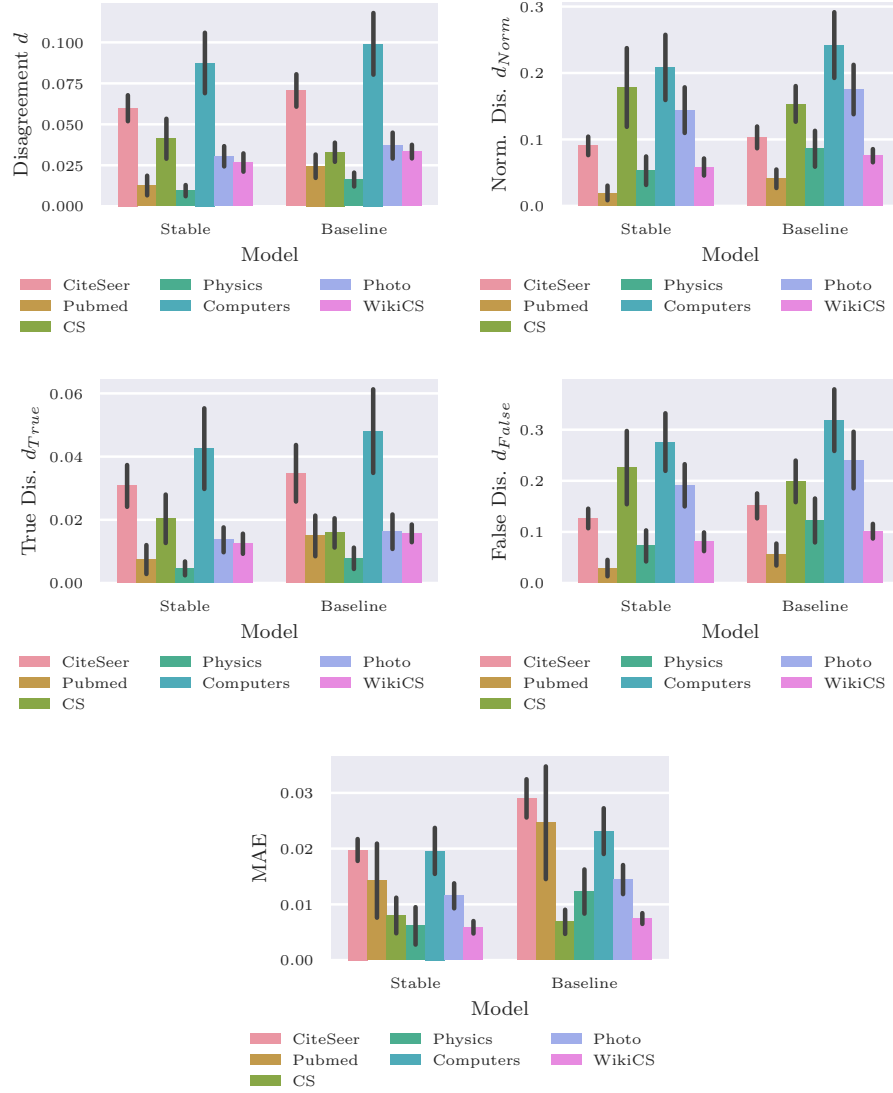 Disagreement d
0.100
0.075
0.050
0.025
0.000
Stable
Baseline
Model
CiteSeer
Physics
Photo
Pubmed
Computers
WikiCS
CS
Norm. Dis. d_Norm
0.3
0.2
0.1
0.0
Stable
Baseline
Model
CiteSeer
Physics
Photo
Pubmed
Computers
WikiCS
CS
True Dis. d_True
0.06
0.04
0.02
0.00
Stable
Baseline
Model
CiteSeer
Physics
Photo
Pubmed
Computers
WikiCS
CS
False Dis. d_False
0.3
0.2
0.1
0.0
Stable
Baseline
Model
CiteSeer
Physics
Photo
Pubmed
Computers
WikiCS
CS
MAE
0.03
0.02
0.01
0.00
Stable
Baseline
Model
CiteSeer
Physics
Photo
Pubmed
Computers
WikiCS
CS